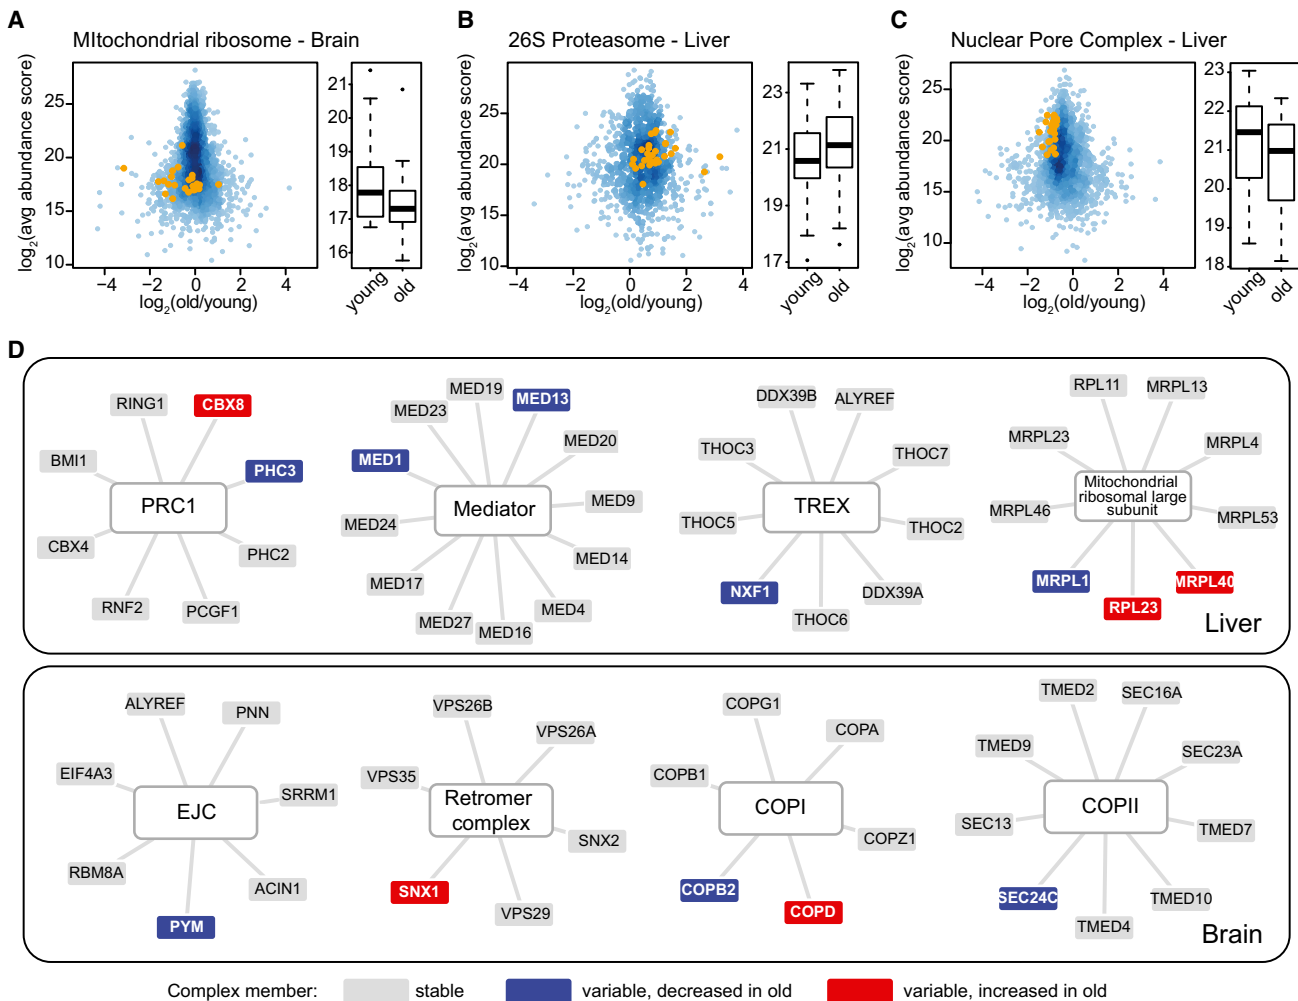 A
MItochondrial ribosome - Brain
log2(avg abundance score)
25
20
15
10
−4 −2 0 2 4
log2(old/young)
21
20
19
18
17
16
young old
B
26S Proteasome - Liver
log2(avg abundance score)
25
20
15
10
−4 −2 0 2 4
log2(old/young)
23
21
19
17
young old
C
Nuclear Pore Complex - Liver
log2(avg abundance score)
25
20
15
10
−4 −2 0 2 4
log2(old/young)
23
22
21
20
19
18
young old
D
RING1
CBX8
BMI1
PHC3
PRC1
CBX4
PHC2
RNF2
PCGF1
MED19
MED13
MED23
MED20
MED1
MED9
Mediator
MED24
MED14
MED17
MED4
MED27
MED16
DDX39B
ALYREF
THOC3
THOC7
TREX
THOC5
THOC2
NXF1
DDX39A
THOC6
RPL11
MRPL13
MRPL23
MRPL4
Mitochondrial
ribosomal large
subunit
MRPL46
MRPL53
MRPL1
MRPL40
RPL23
Liver
ALYREF
PNN
EIF4A3
SRRM1
EJC
RBM8A
ACIN1
PYM
VPS26B
VPS26A
VPS35
Retromer
complex
SNX2
SNX1
VPS29
COPG1
COPA
COPB1
COPI
COPZ1
COPB2
COPD
TMED2
SEC16A
TMED9
SEC23A
COPII
SEC13
TMED7
SEC24C
TMED10
TMED4
Brain
Complex member: stable variable, decreased in old variable, increased in old